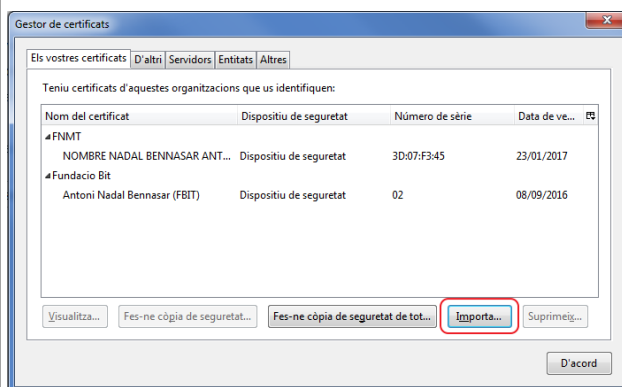 Gestor de certificats
Els vostres certificats D'altri Servidors Entitats Altres
Teniu certificats d'aquestes organitzacions que us identifiquen:
Nom del certificat Dispositiu de seguretat Número de sèrie Data de ve...
FNMT
NOMBRE NADAL BENNASAR ANT... Dispositiu de seguretat 3D:07:F3:45 23/01/2017
Fundacio Bit
Antoni Nadal Bennasar (FBIT) Dispositiu de seguretat 02 08/09/2016
Visualitza... Fes-ne còpia de seguretat... Fes-ne còpia de seguretat de tot... Importa... Suprimeix...
D'acord